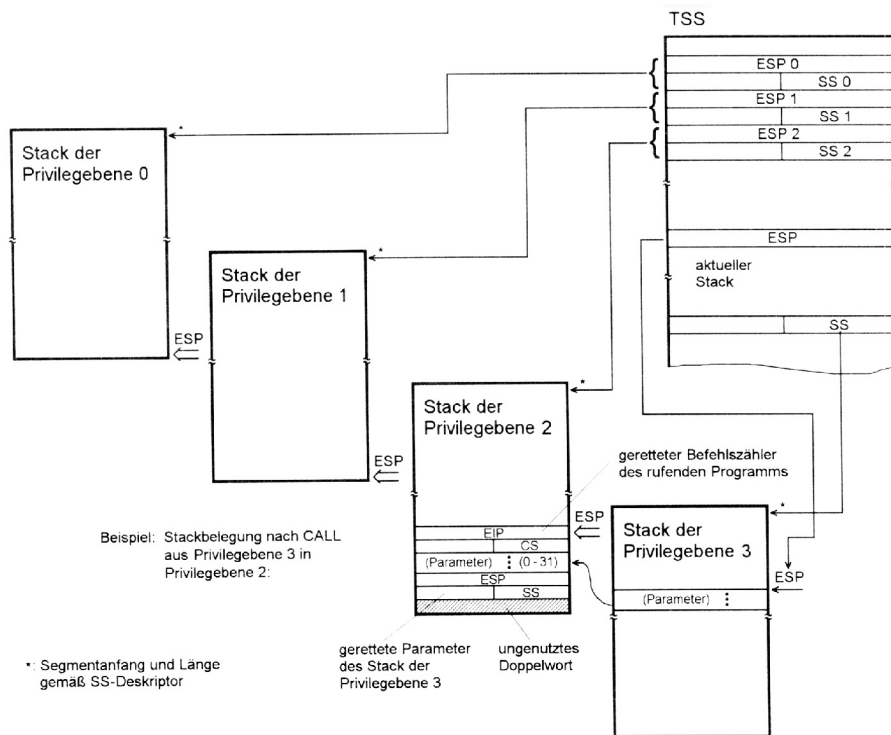 TSS
ESP 0
SS 0
ESP 1
SS 1
ESP 2
SS 2
ESP
aktueller
Stack
SS
*
Stack der
Privilegebene 0
ESP
*
Stack der
Privilegebene 1
ESP
*
Stack der
Privilegebene 2
geretteter Befehlszähler
des rufenden Programms
EIP
CS
(Parameter) ⋮ (0 - 31)
ESP
SS
ESP
*
Stack der
Privilegebene 3
ESP
(Parameter) ⋮
Beispiel: Stackbelegung nach CALL
aus Privilegebene 3 in
Privilegebene 2:
gerettete Parameter
des Stack der
Privilegebene 3
ungenutztes
Doppelwort
*: Segmentanfang und Länge
gemäß SS-Deskriptor